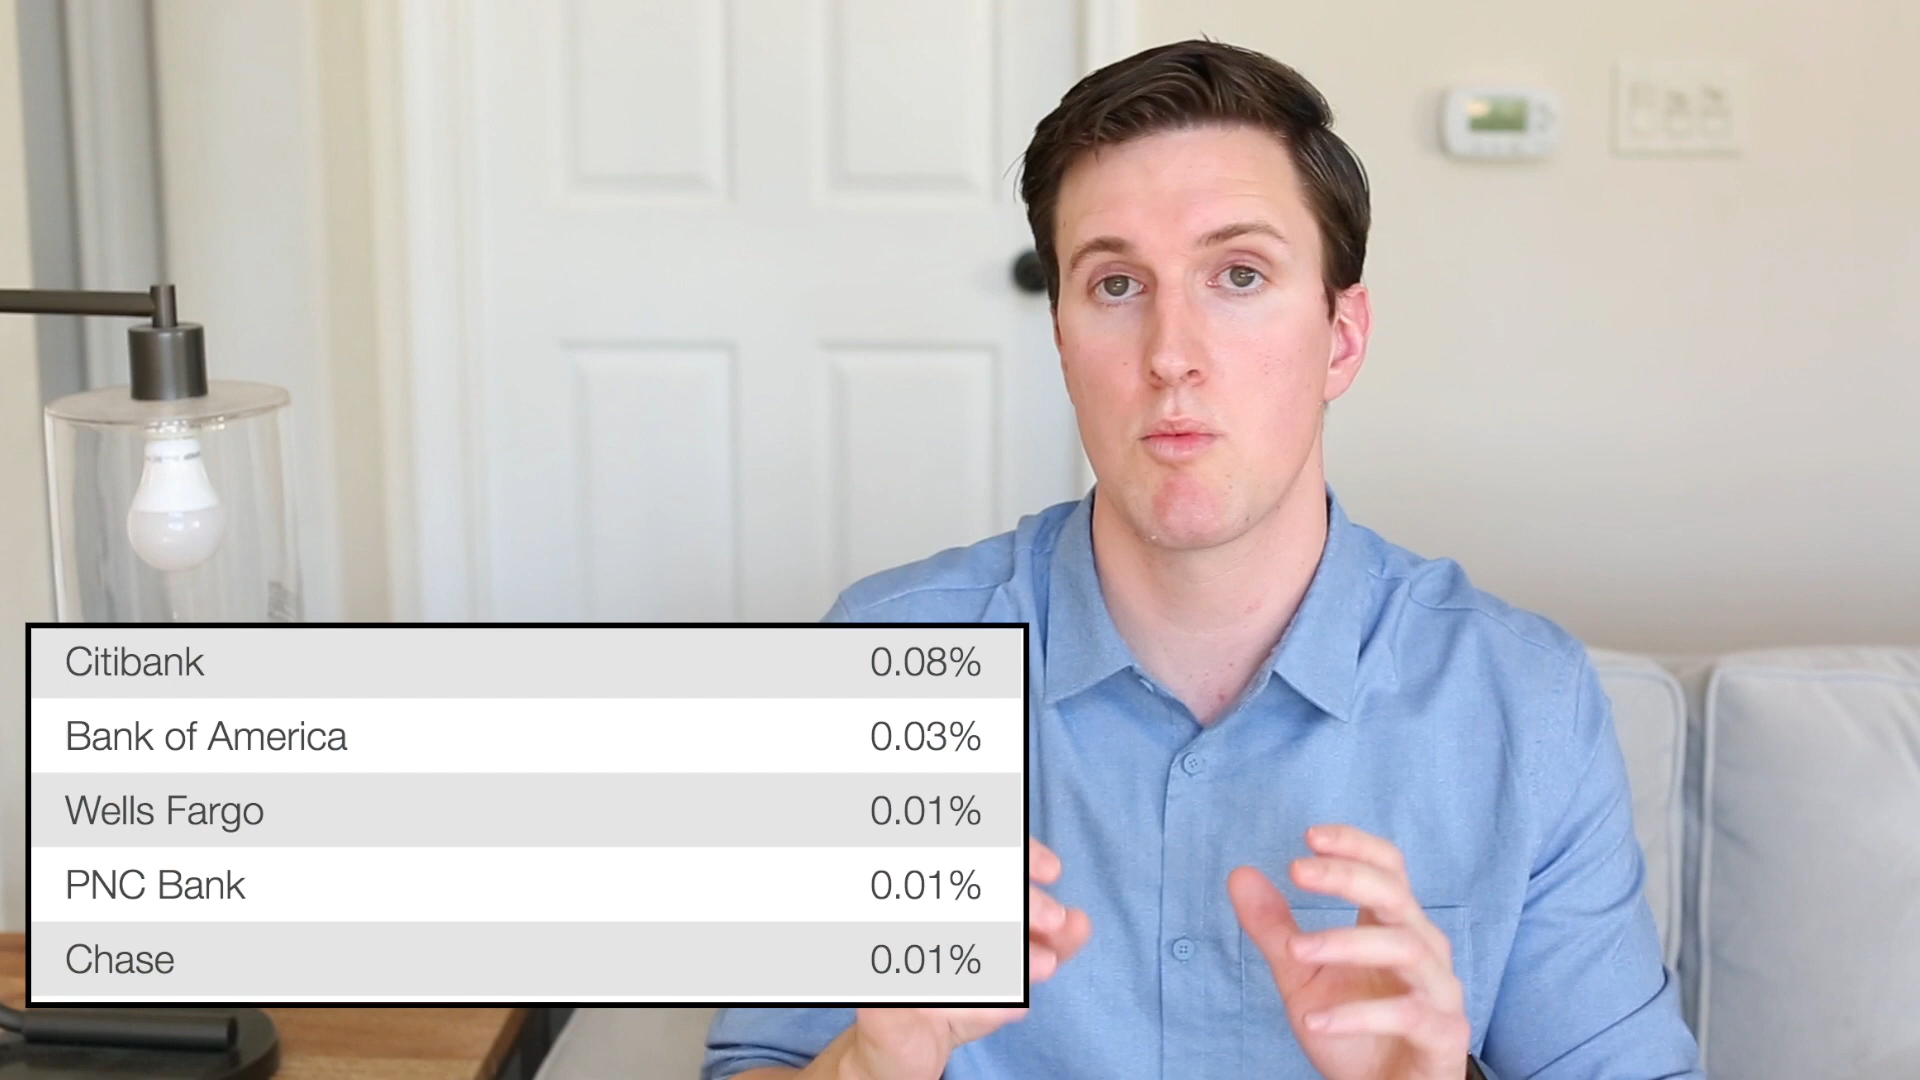 Citibank 0.08%
Bank of America 0.03%
Wells Fargo 0.01%
PNC Bank 0.01%
Chase 0.01%